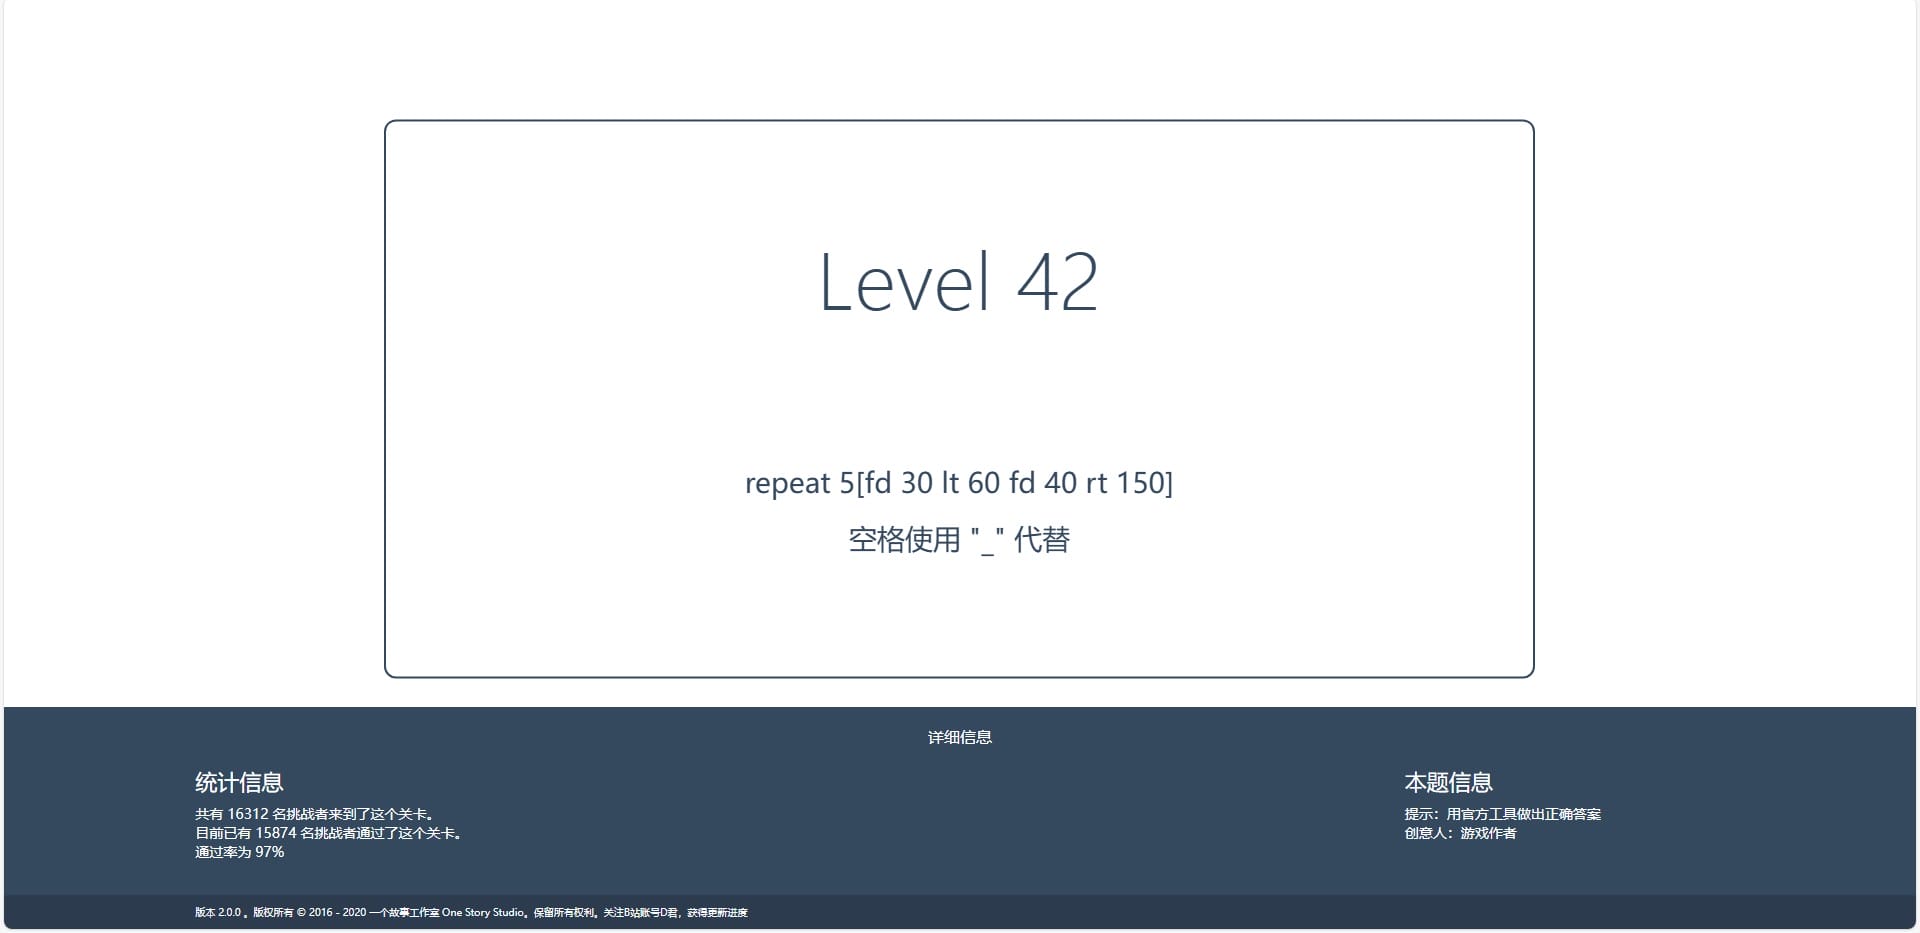 Level 42
repeat 5[fd 30 lt 60 fd 40 rt 150]
空格使用 "_" 代替
详细信息
统计信息
共有 16312 名挑战者来到了这个关卡。
目前已有 15874 名挑战者通过了这个关卡。
通过率为 97%
本题信息
提示：用官方工具做出正确答案
创意人：游戏作者
版本 2.0.0 。版权所有 © 2016 - 2020 一个故事工作室 One Story Studio。保留所有权利。关注B站账号D君，获得更新进度